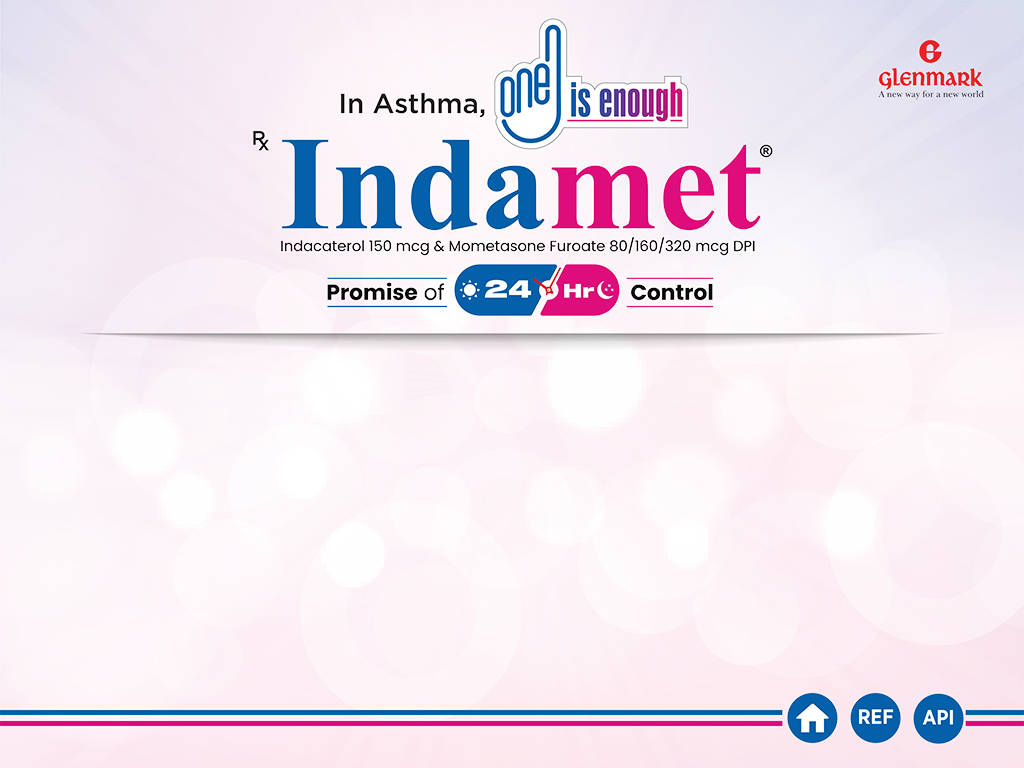 In Asthma, one is enough
GLENMARK
A new way for a new world
Rx Indamet®
Indacaterol 150 mcg & Mometasone Furoate 80/160/320 mcg DPI
Promise of 24 Hr Control
REF API